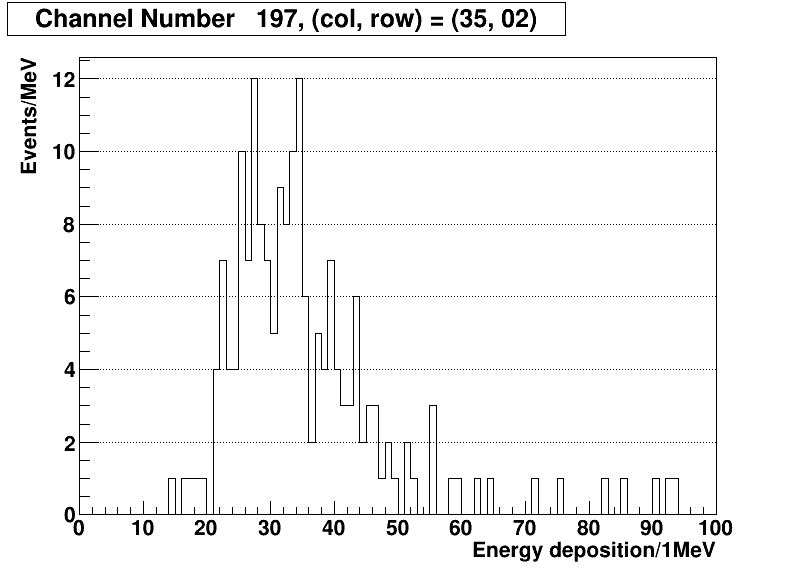 Channel Number 197, (col, row) = (35, 02)
Events/MeV
12
10
8
6
4
2
0
0 10 20 30 40 50 60 70 80 90 100
Energy deposition/1MeV